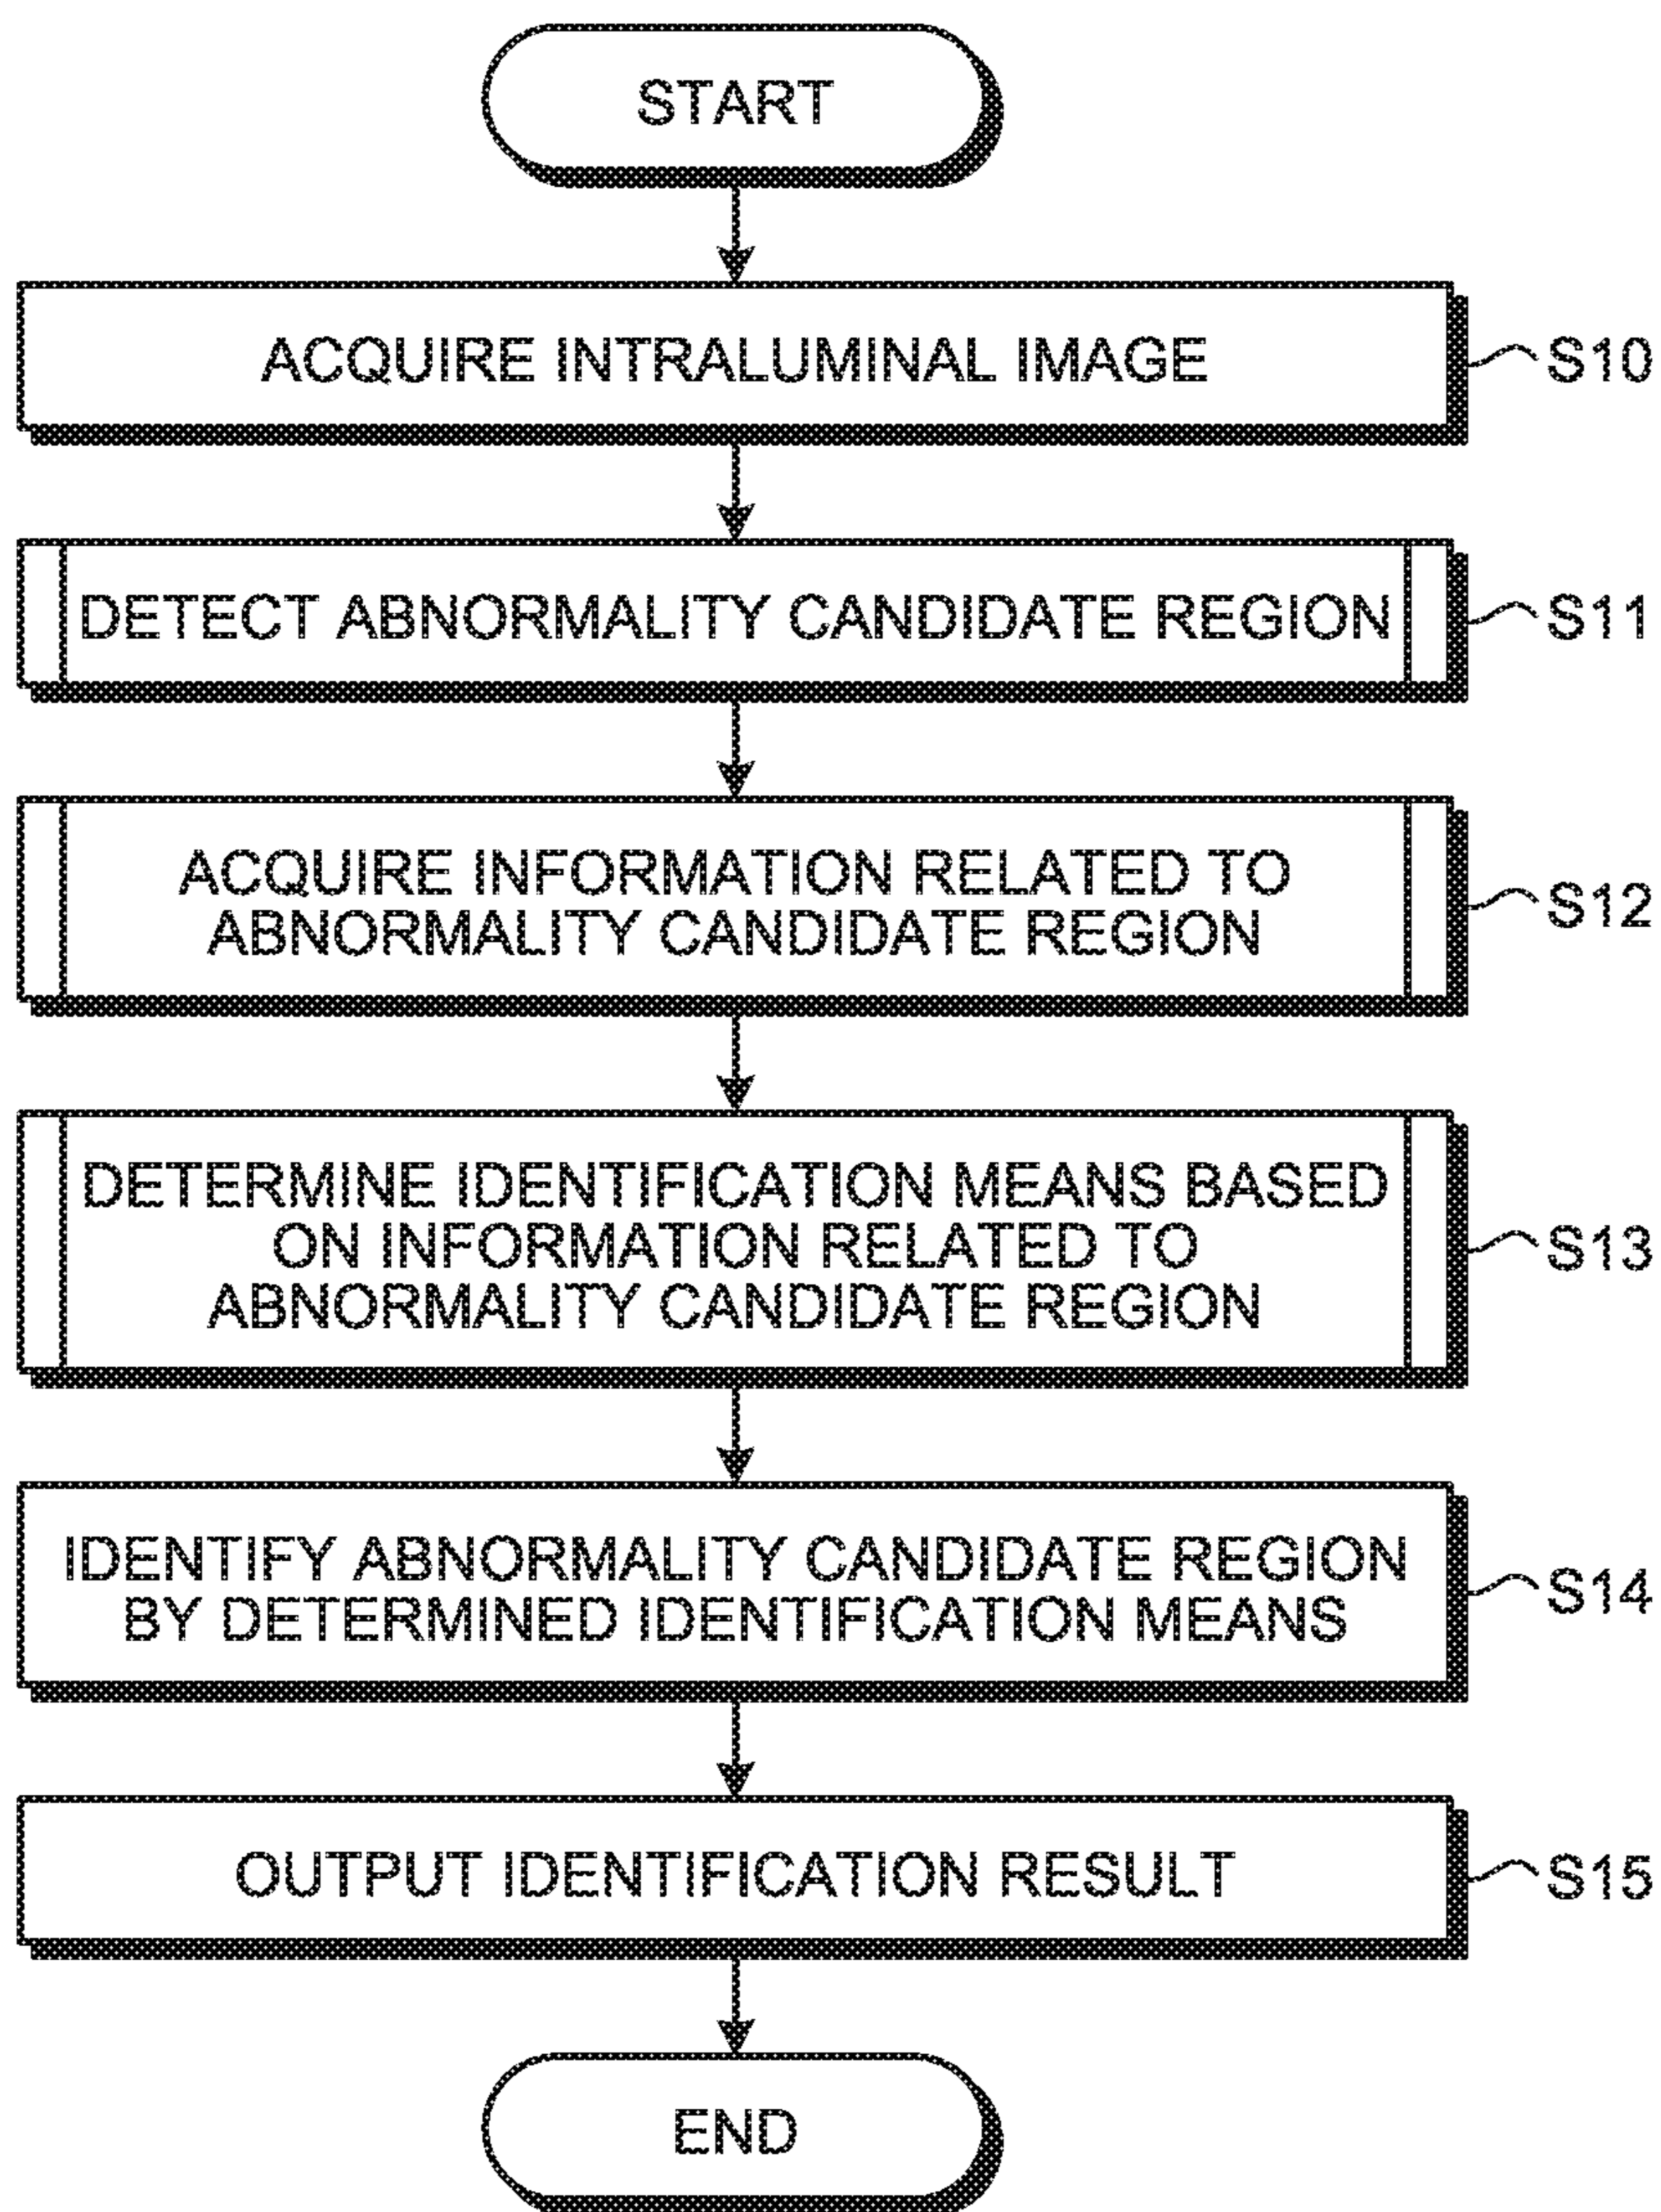 START
ACQUIRE INTRALUMINAL IMAGE
S10
DETECT ABNORMALITY CANDIDATE REGION
S11
ACQUIRE INFORMATION RELATED TO
ABNORMALITY CANDIDATE REGION
S12
DETERMINE IDENTIFICATION MEANS BASED
ON INFORMATION RELATED TO
ABNORMALITY CANDIDATE REGION
S13
IDENTIFY ABNORMALITY CANDIDATE REGION
BY DETERMINED IDENTIFICATION MEANS
S14
OUTPUT IDENTIFICATION RESULT
S15
END